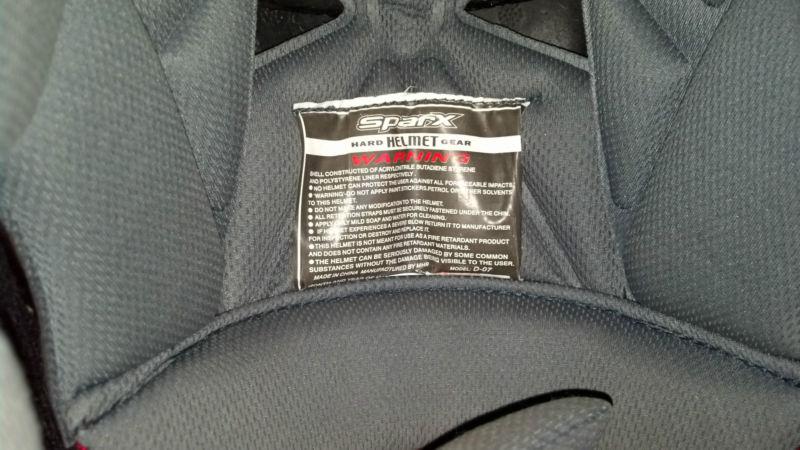 SparX
HARD HELMET GEAR
WARNING
SHELL CONSTRUCTED OF ACRYLONITRILE BUTADIENE STYRENE
AND POLYSTYRENE LINER RESPECTIVELY.
● NO HELMET CAN PROTECT THE USER AGAINST ALL FORESEEABLE IMPACTS.
● WARNING-DO NOT APPLY PAINT,STICKERS,PETROL OR OTHER SOLVENTS
TO THIS HELMET.
● DO NOT MAKE ANY MODIFICATION TO THE HELMET.
● ALL RETENTION STRAPS MUST BE SECURELY FASTENED UNDER THE CHIN.
● APPLY ONLY MILD SOAP AND WATER FOR CLEANING.
● IF HELMET EXPERIENCES A SEVERE BLOW RETURN IT TO MANUFACTURER
FOR INSPECTION OR DESTROY AND REPLACE IT.
● THIS HELMET IS NOT MEANT FOR USE AS A FIRE RETARDANT PRODUCT
AND DOES NOT CONTAIN ANY FIRE RETARDANT MATERIALS.
● THE HELMET CAN BE SERIOUSLY DAMAGED BY SOME COMMON
SUBSTANCES WITHOUT THE DAMAGE BEING VISIBLE TO THE USER.
MADE IN CHINA MANUFACTURED BY MHR MODEL: D-07
MONTH AND YEAR OF